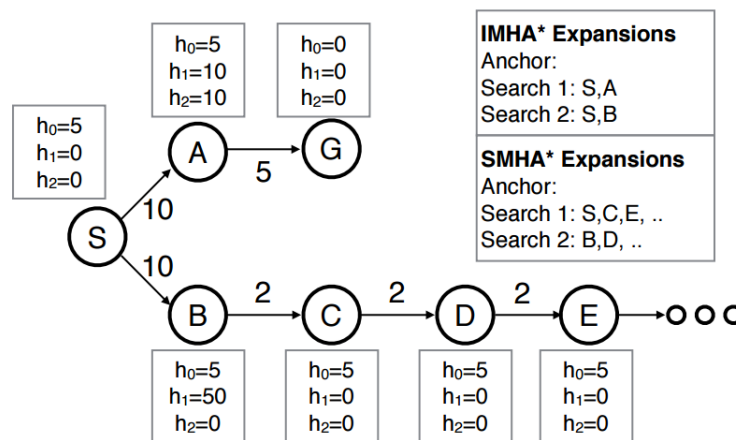 h₀=5
h₁=10
h₂=10
h₀=0
h₁=0
h₂=0
IMHA* Expansions
Anchor:
Search 1: S,A
Search 2: S,B
SMHA* Expansions
Anchor:
Search 1: S,C,E, ..
Search 2: B,D, ..
h₀=5
h₁=0
h₂=0
A
5
G
S
10
10
B
2
C
2
D
2
E
h₀=5
h₁=50
h₂=0
h₀=5
h₁=0
h₂=0
h₀=5
h₁=0
h₂=0
h₀=5
h₁=0
h₂=0